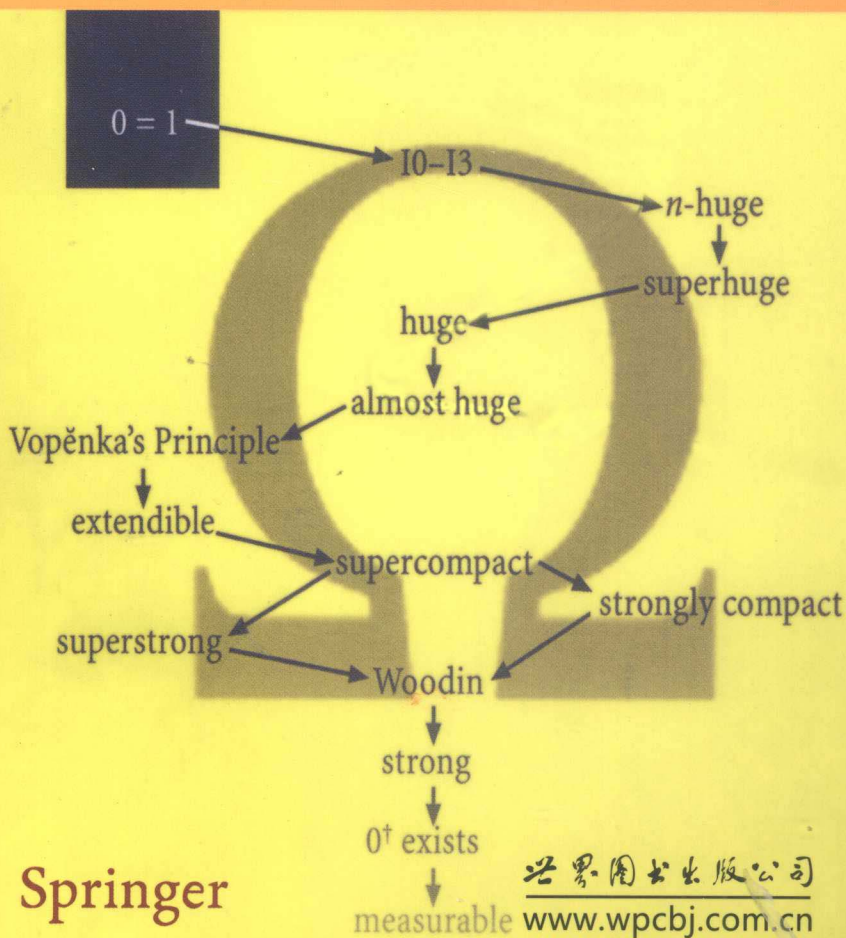 0 = 1
I0–I3
n-huge
superhuge
huge
almost huge
Vopěnka's Principle
extendible
supercompact
strongly compact
superstrong
Woodin
strong
0† exists
measurable
Springer
世界图书出版公司
www.wpcbj.com.cn